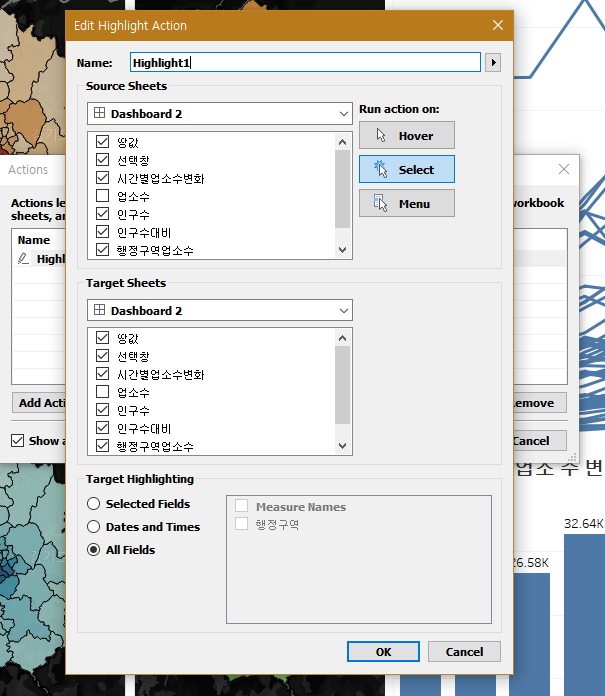 Edit Highlight Action
Name: Highlight1
Source Sheets
Dashboard 2
땅값
선택창
시간별업소수변화
업소수
인구수
인구수대비
행정구역업소수
Run action on:
Hover
Select
Menu
Target Sheets
Dashboard 2
땅값
선택창
시간별업소수변화
업소수
인구수
인구수대비
행정구역업소수
Target Highlighting
Selected Fields
Dates and Times
All Fields
Measure Names
행정구역
OK
Cancel
Actions
Actions le
sheets, a
workbook
Name
Highl
Add Acti
emove
Show a
Cancel
업소 수 변
32.64K
26.58K